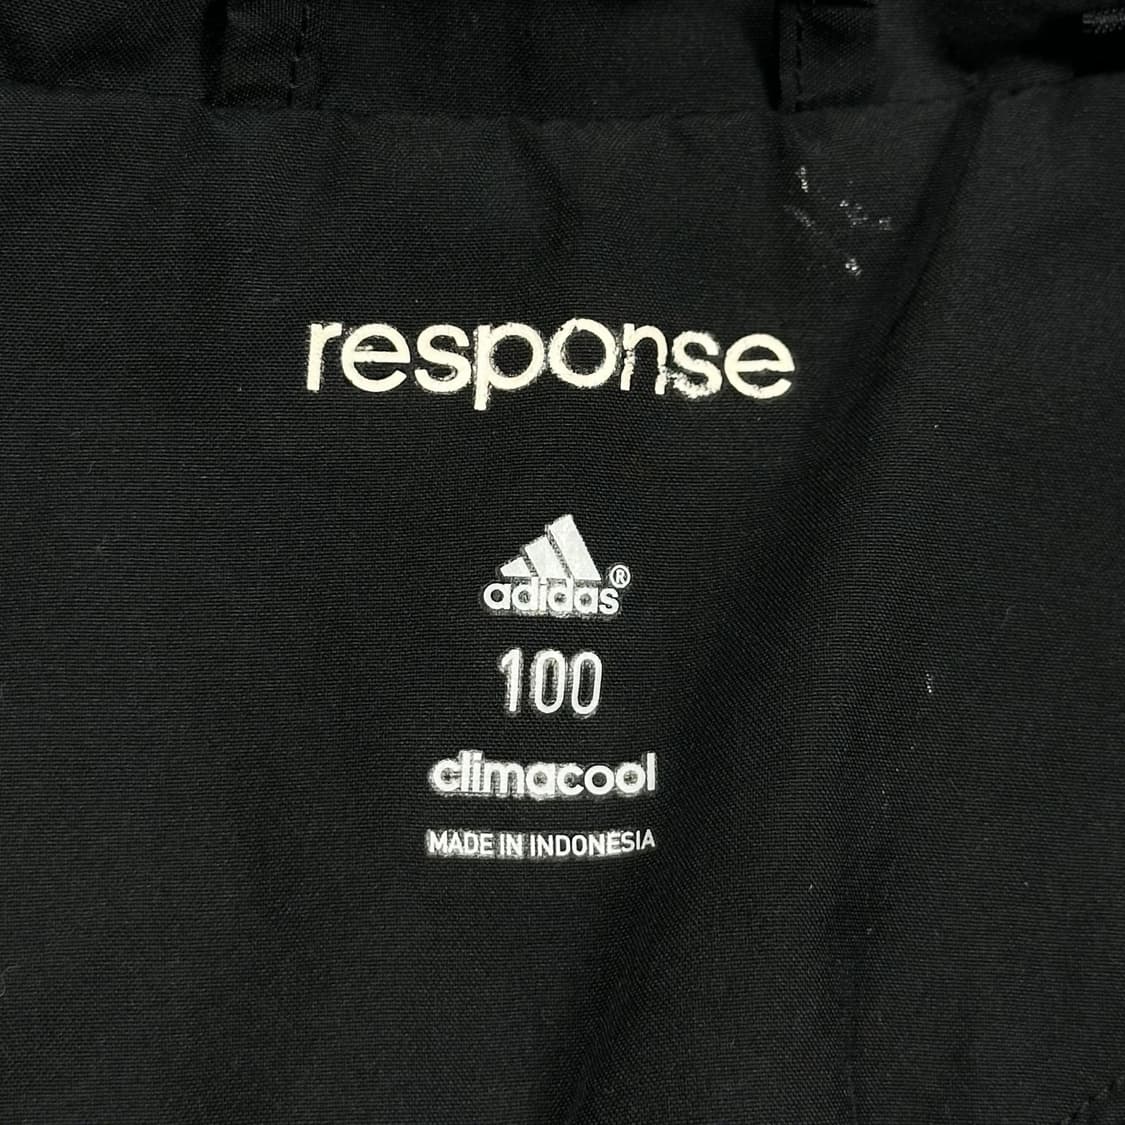 response
adidas®
100
climacool
MADE IN INDONESIA